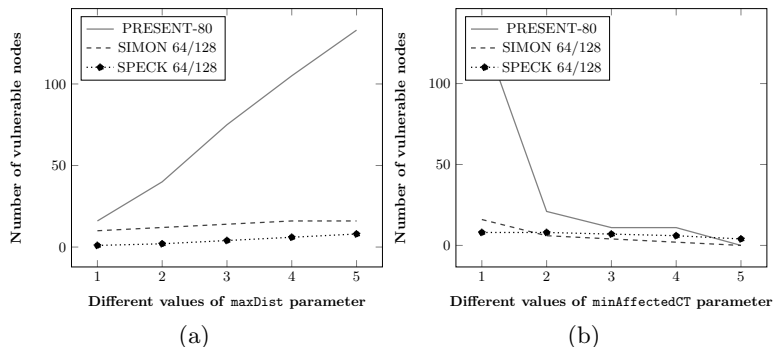 PRESENT-80
SIMON 64/128
SPECK 64/128
Number of vulnerable nodes
100
50
0
1 2 3 4 5
Different values of maxDist parameter
(a)
PRESENT-80
SIMON 64/128
SPECK 64/128
Number of vulnerable nodes
100
50
0
1 2 3 4 5
Different values of minAffectedCT parameter
(b)